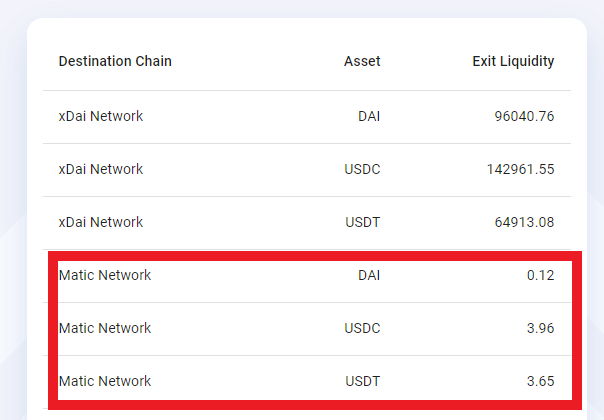 Destination Chain Asset Exit Liquidity
xDai Network DAI 96040.76
xDai Network USDC 142961.55
xDai Network USDT 64913.08
Matic Network DAI 0.12
Matic Network USDC 3.96
Matic Network USDT 3.65